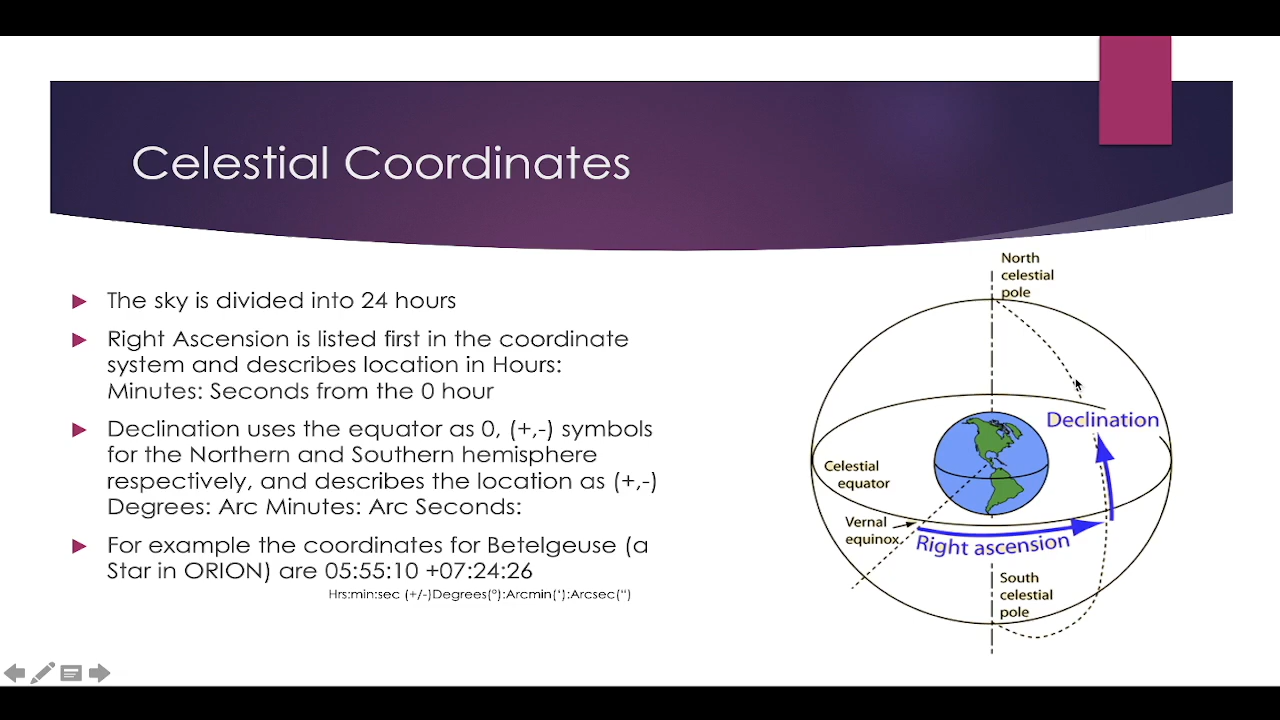 Celestial Coordinates
The sky is divided into 24 hours
Right Ascension is listed first in the coordinate
system and describes location in Hours:
Minutes: Seconds from the 0 hour
Declination uses the equator as 0, (+,-) symbols
for the Northern and Southern hemisphere
respectively, and describes the location as (+,-)
Degrees: Arc Minutes: Arc Seconds:
For example the coordinates for Betelgeuse (a
Star in ORION) are 05:55:10 +07:24:26
Hrs:min:sec (+/-)Degrees(°):Arcmin('):Arcsec(")
North
celestial
pole
Declination
Celestial
equator
Vernal
equinox
Right ascension
South
celestial
pole